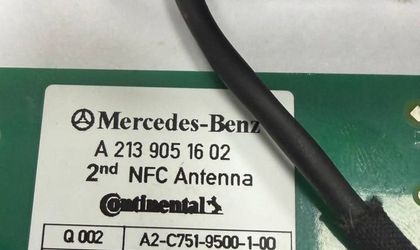 Mercedes-Benz
A 213 905 16 02
2nd NFC Antenna
Continental
Q 002 A2-C751-9500-1-00